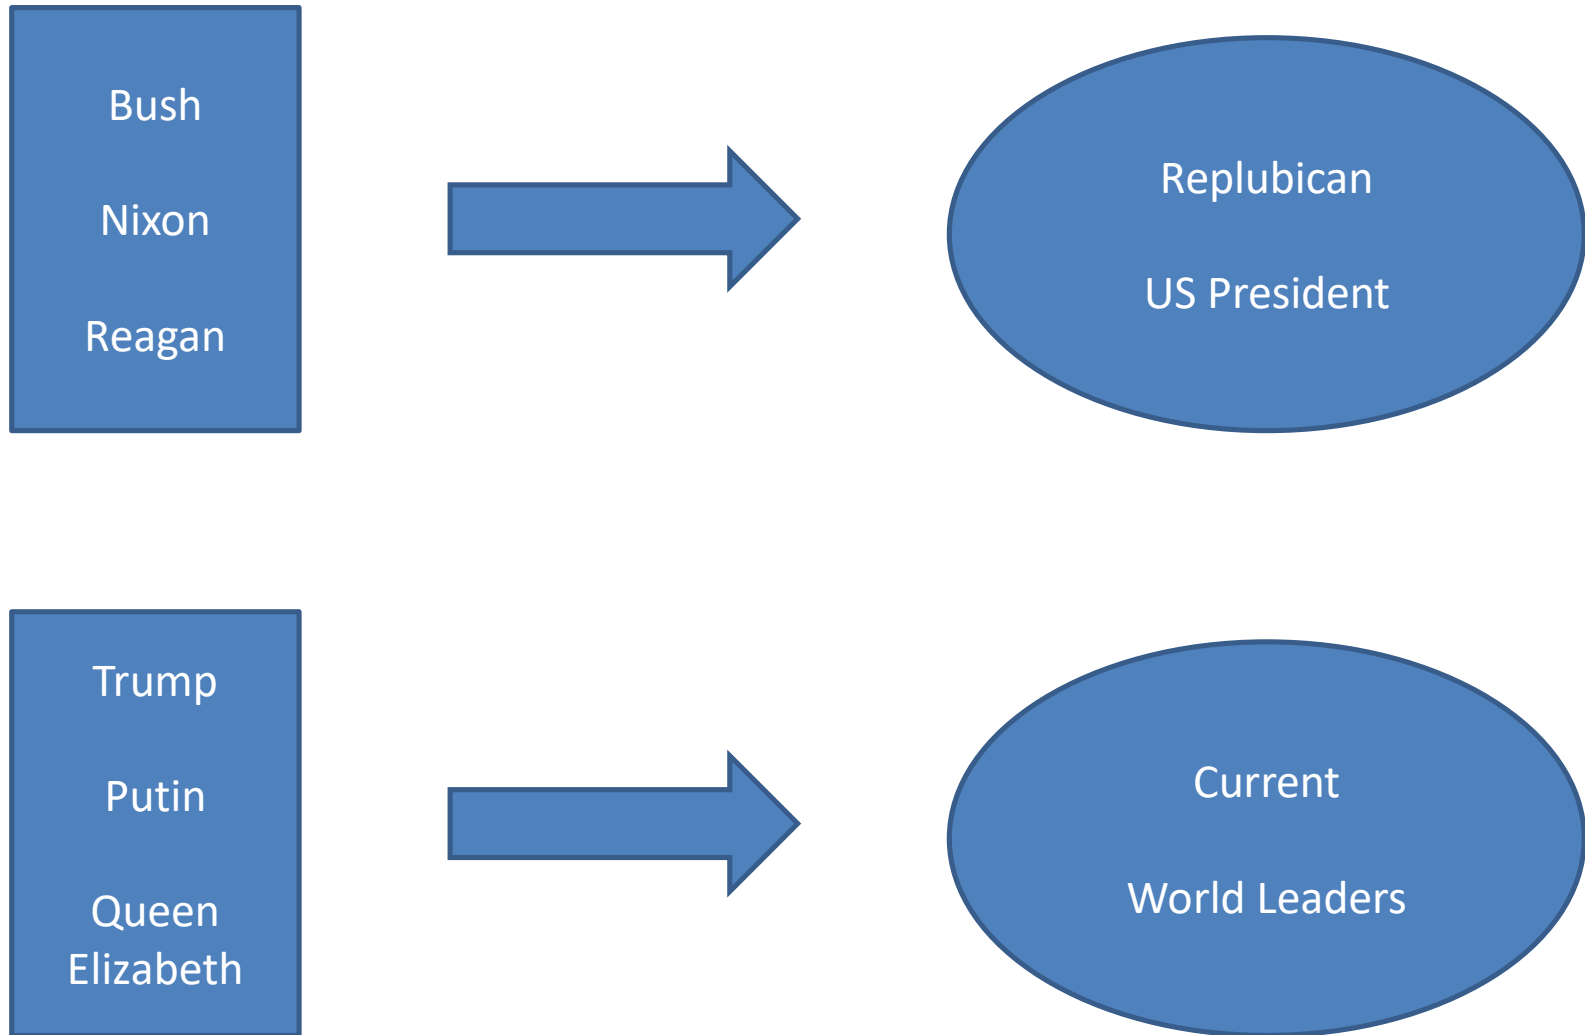 Bush
Nixon
Reagan
Replubican
US President
Trump
Putin
Queen
Elizabeth
Current
World Leaders